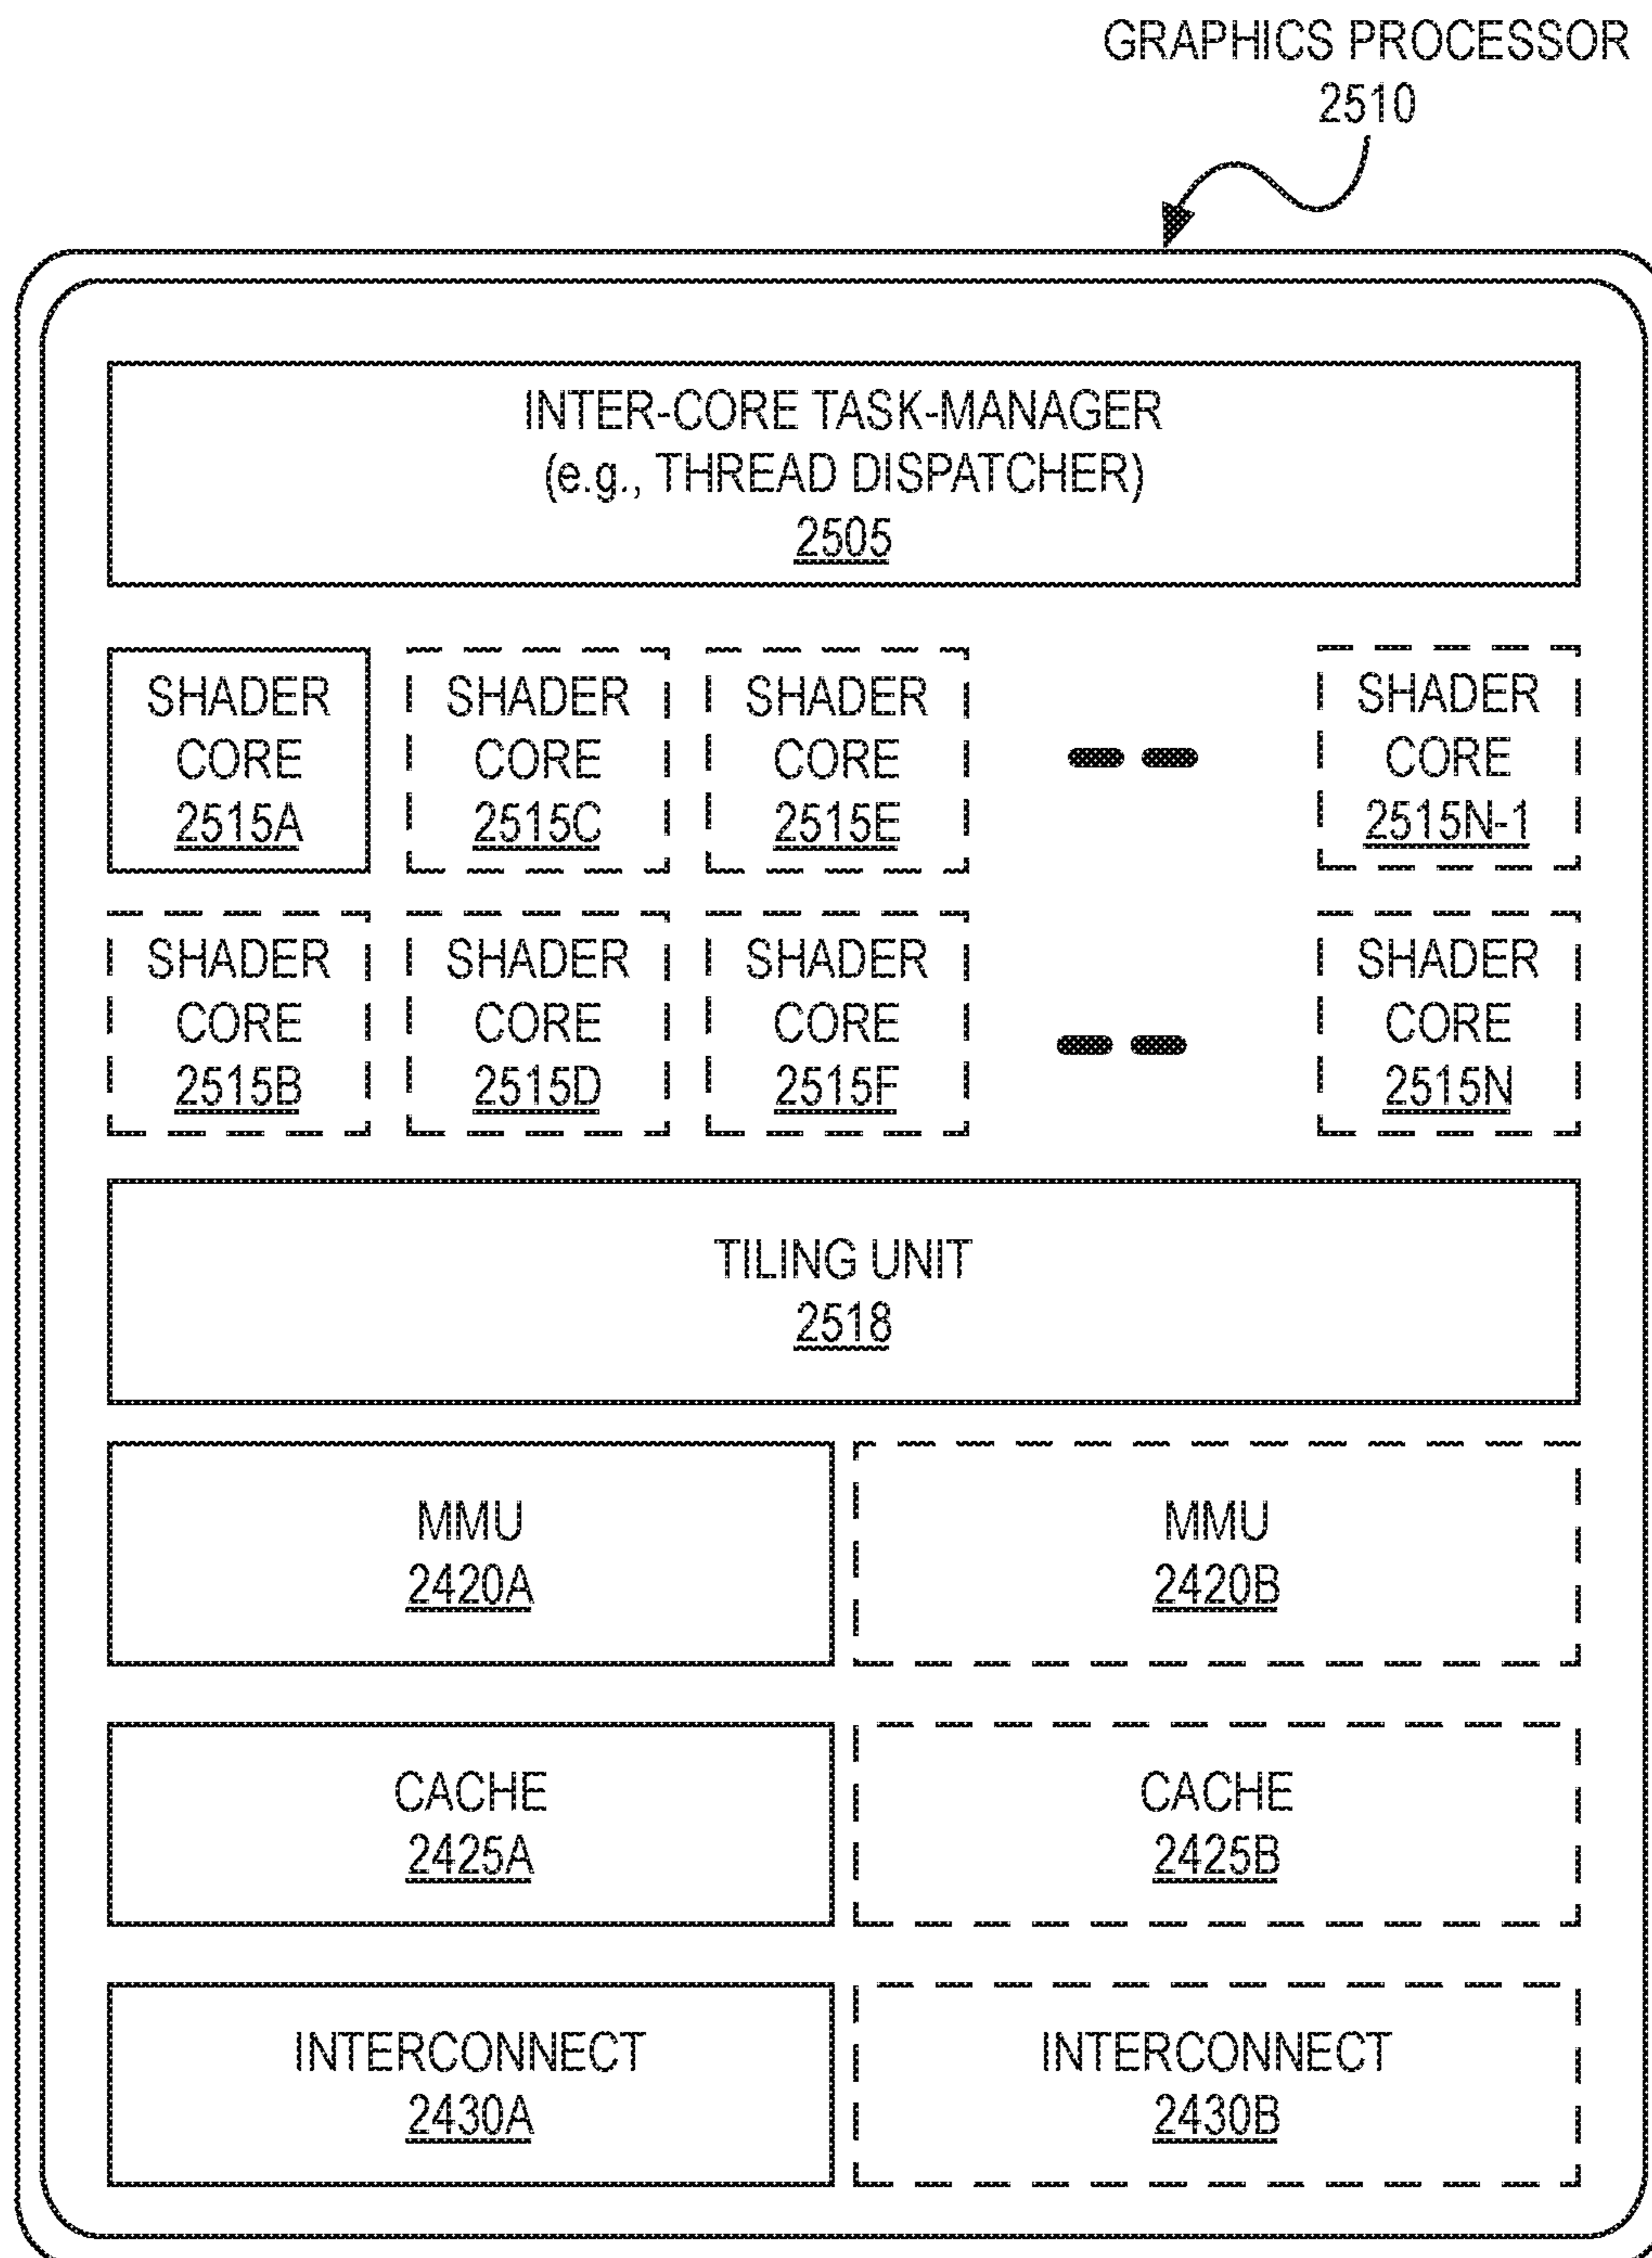 GRAPHICS PROCESSOR
2510
INTER-CORE TASK-MANAGER
(e.g., THREAD DISPATCHER)
2505
SHADER
CORE
2515A
SHADER
CORE
2515C
SHADER
CORE
2515E
SHADER
CORE
2515N-1
SHADER
CORE
2515B
SHADER
CORE
2515D
SHADER
CORE
2515F
SHADER
CORE
2515N
TILING UNIT
2518
MMU
2420A
MMU
2420B
CACHE
2425A
CACHE
2425B
INTERCONNECT
2430A
INTERCONNECT
2430B